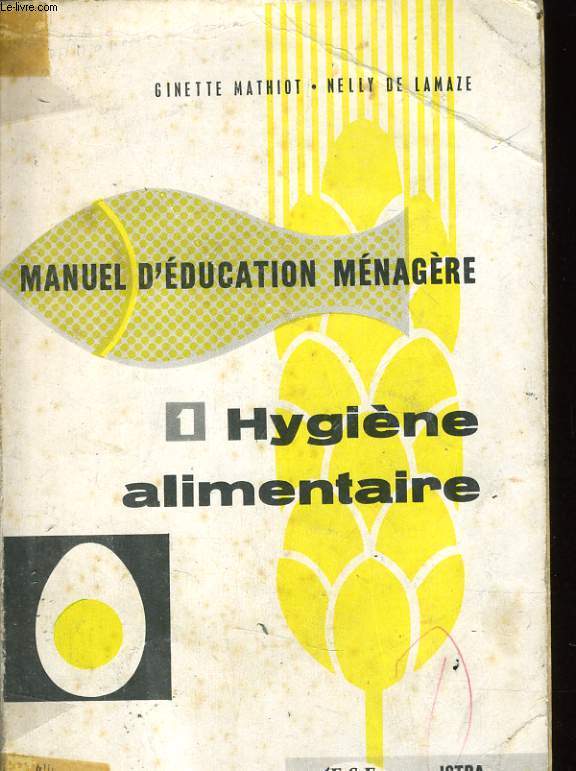 Le-livre.com
GINETTE MATHIOT • NELLY DE LAMAZE
MANUEL D'ÉDUCATION MÉNAGÈRE
1 Hygiène
alimentaire
ISTRA